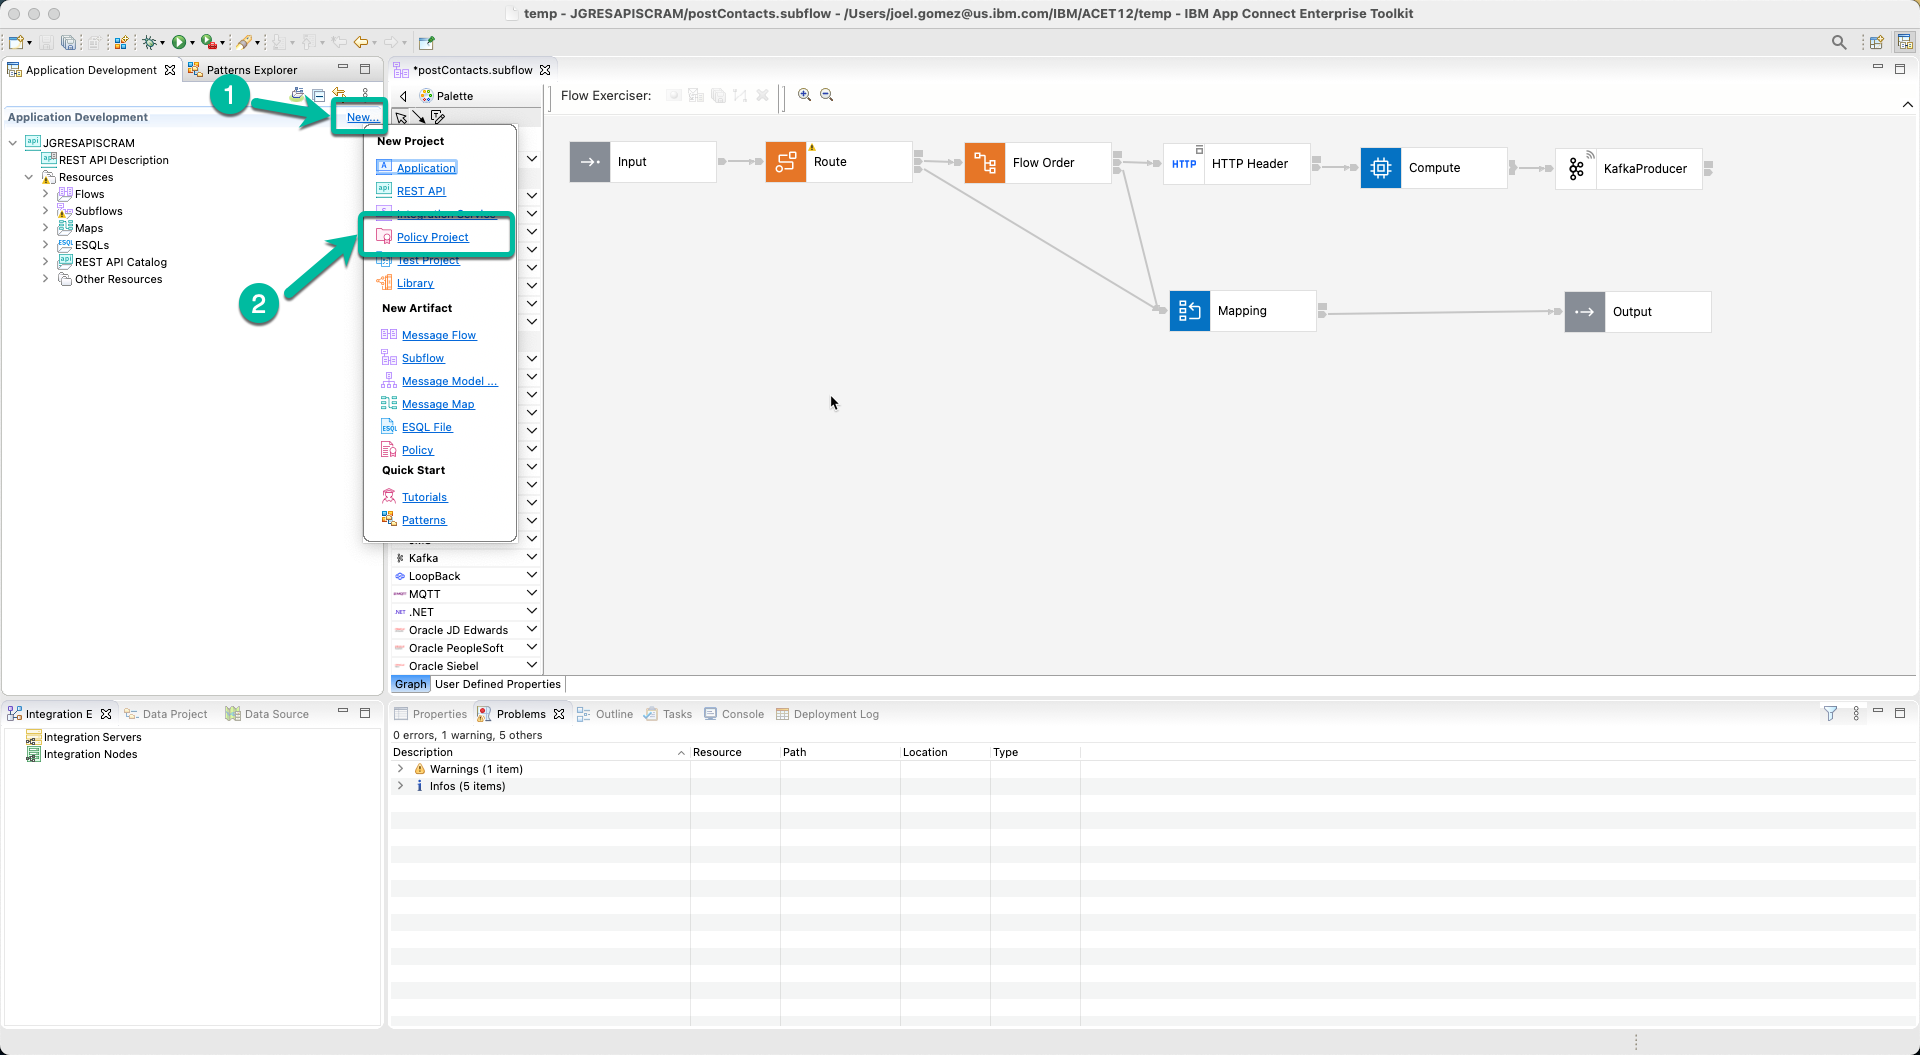 temp - JGRESAPISCRAM/postContacts.subflow - /Users/joel.gomez@us.ibm.com/IBM/ACET12/temp - IBM App Connect Enterprise Toolkit
Application Development
Patterns Explorer
*postContacts.subflow
1
Palette
Flow Exerciser:
Application Development
New...
JGRESAPISCRAM
REST API Description
Resources
Flows
Subflows
Maps
ESQLs
REST API Catalog
Other Resources
2
New Project
Application
REST API
Integration Service
Policy Project
Test Project
Library
New Artifact
Message Flow
Subflow
Message Model ...
Message Map
ESQL File
Policy
Quick Start
Tutorials
Patterns
Kafka
LoopBack
MQTT
.NET
Oracle JD Edwards
Oracle PeopleSoft
Oracle Siebel
Input
Route
Flow Order
HTTP
HTTP Header
Compute
KafkaProducer
Mapping
Output
Graph
User Defined Properties
Integration E
Data Project
Data Source
Integration Servers
Integration Nodes
Properties
Problems
Outline
Tasks
Console
Deployment Log
0 errors, 1 warning, 5 others
Description
Resource
Path
Location
Type
Warnings (1 item)
Infos (5 items)